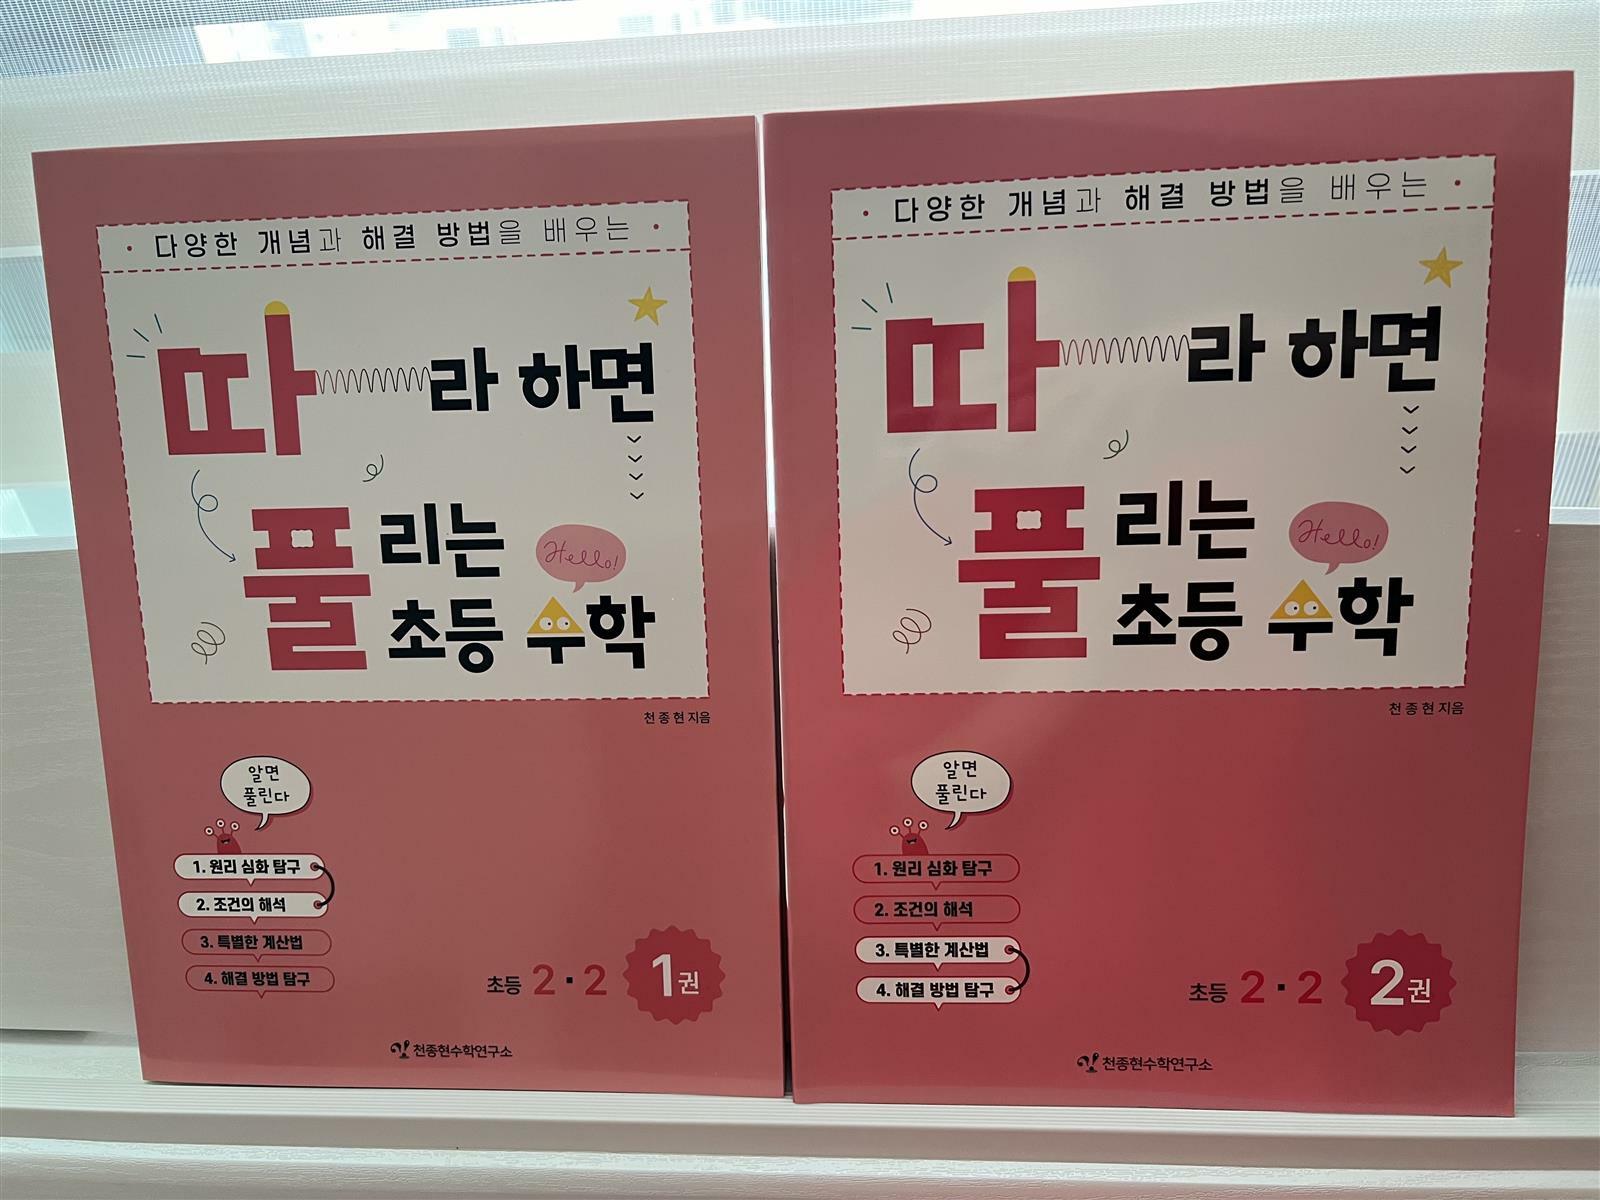 · 다양한 개념과 해결 방법을 배우는 ·
따라 하면
풀리는
Hello!
초등 수학
천종현 지음
알면
풀린다
1. 원리 심화 탐구
2. 조건의 해석
3. 특별한 계산법
4. 해결 방법 탐구
초등 2·2 1권
천종현수학연구소
· 다양한 개념과 해결 방법을 배우는 ·
따라 하면
풀리는
Hello!
초등 수학
천종현 지음
알면
풀린다
1. 원리 심화 탐구
2. 조건의 해석
3. 특별한 계산법
4. 해결 방법 탐구
초등 2·2 2권
천종현수학연구소